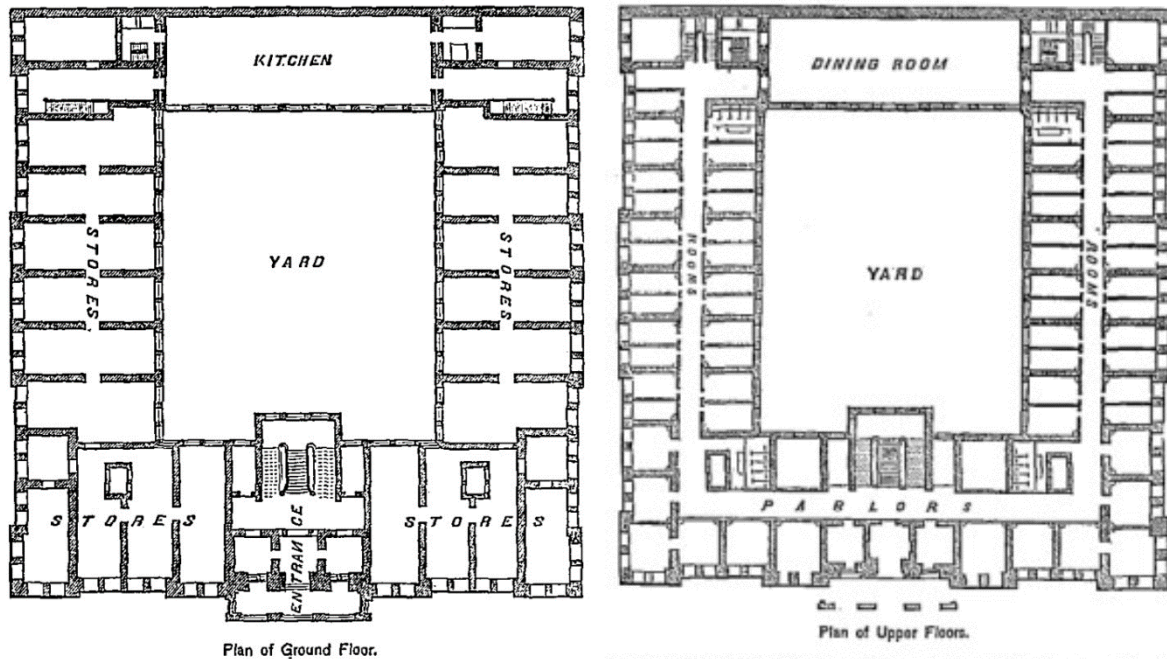 KITCHEN
STORES.
YARD
STORES
STORES
ENTRANCE
STORES
Plan of Ground Floor.
DINING ROOM
ROOMS
YARD
ROOMS
PARLORS
Plan of Upper Floors.